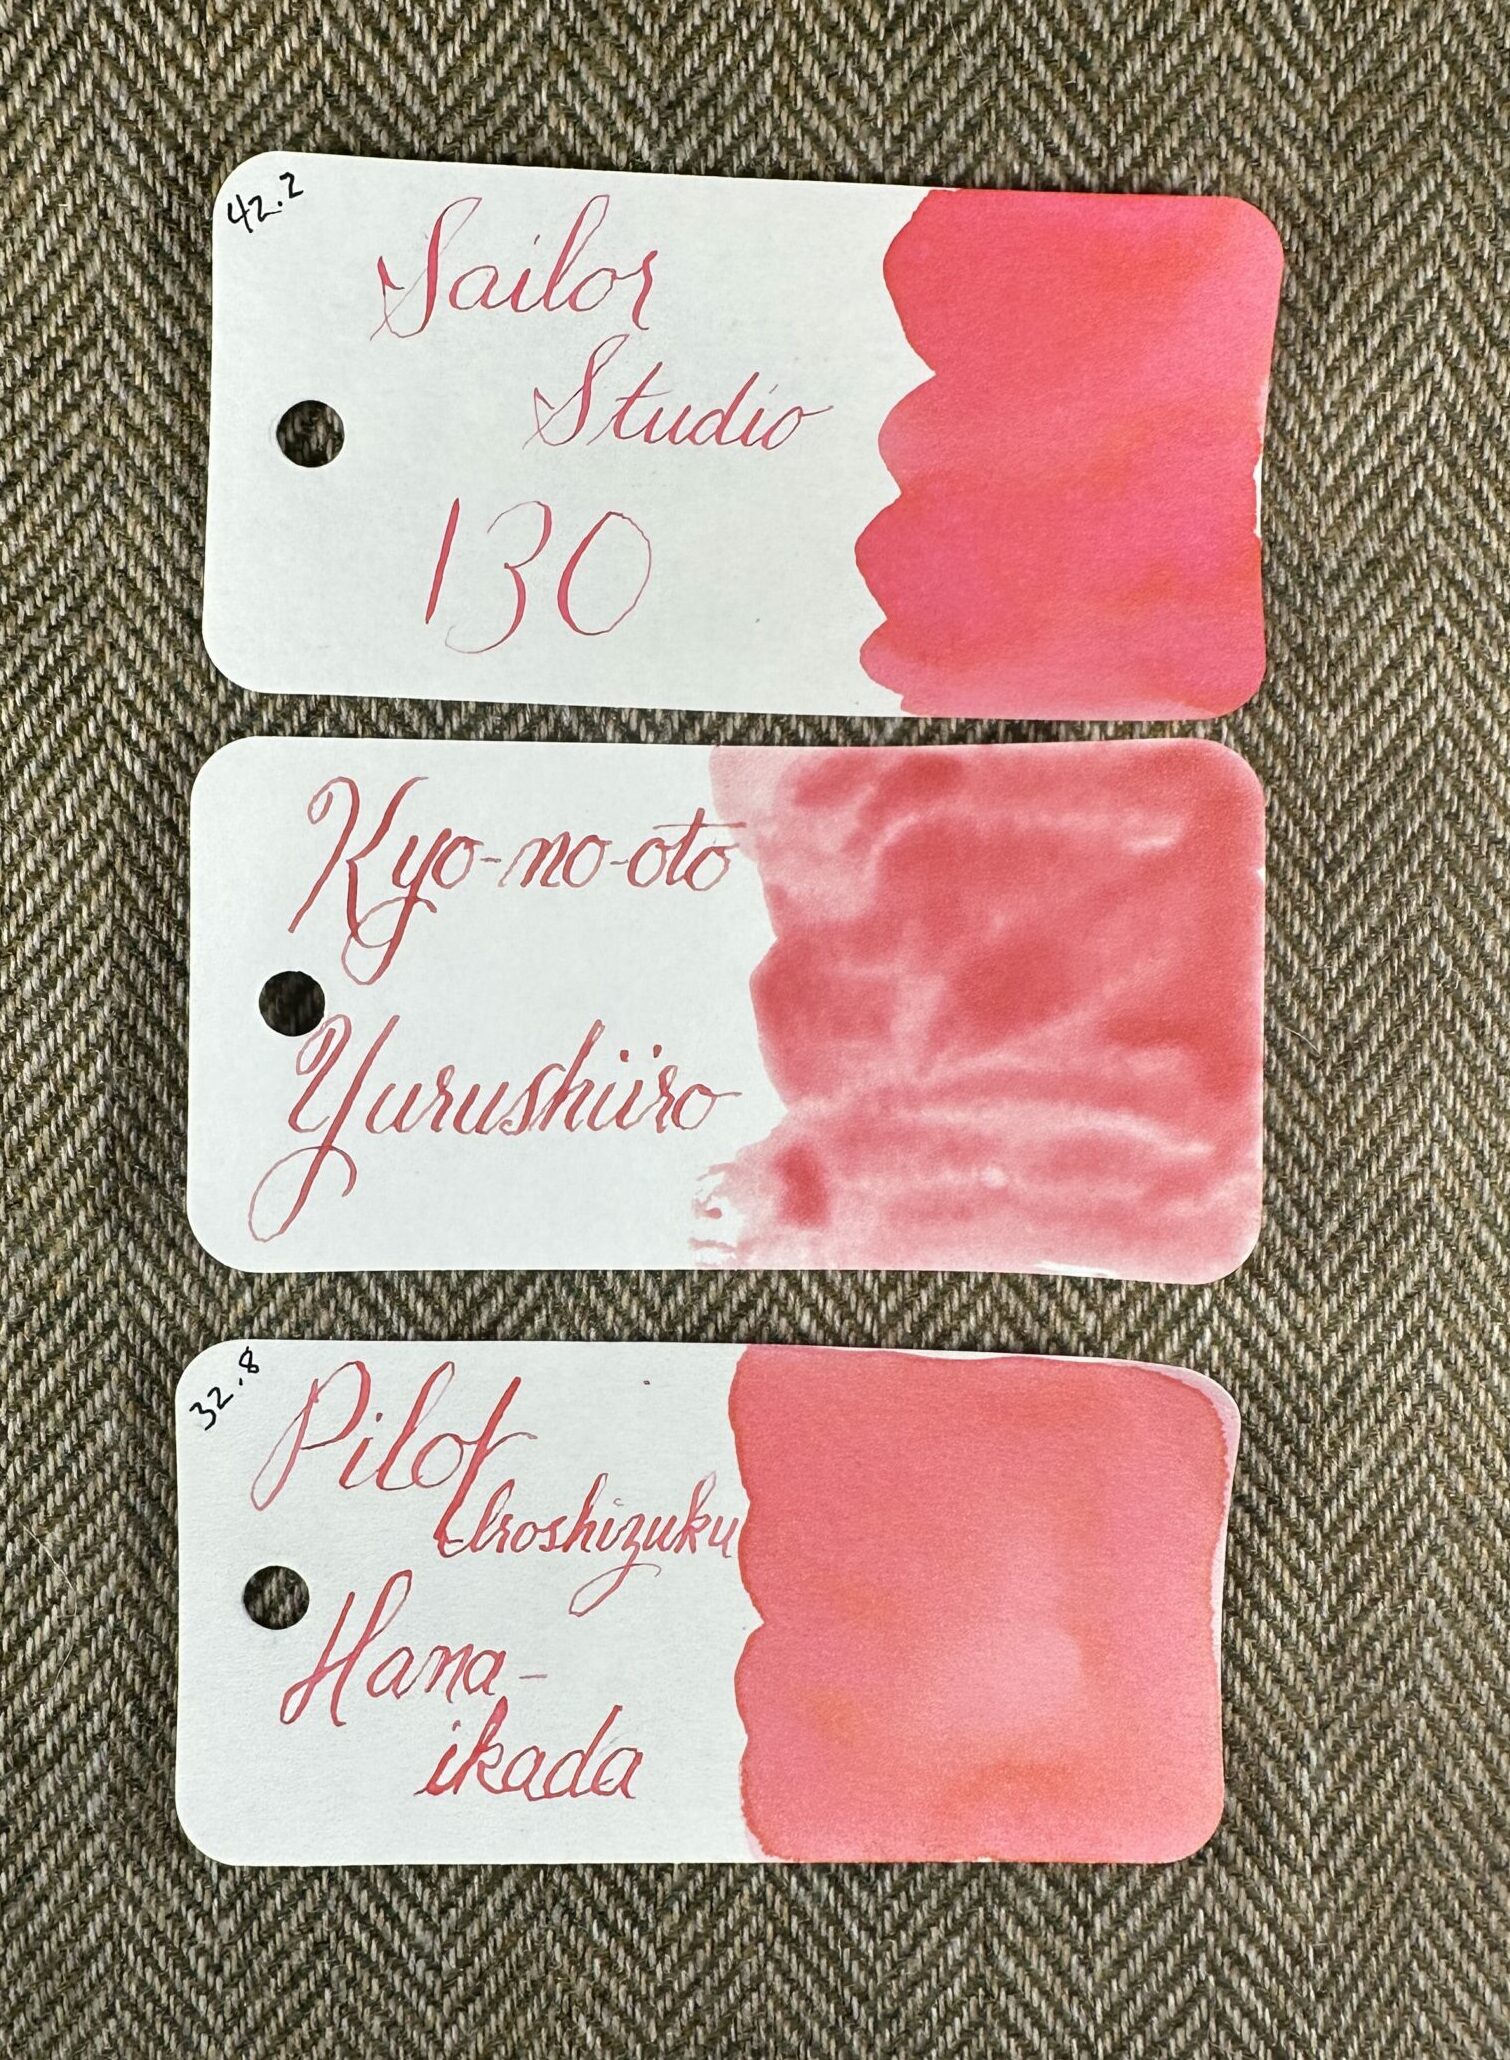 42.2
Sailor
Studio
130
Kyo-no-oto
Yurushiiro
32.8
Pilot
Iroshizuku
Hana-
ikada